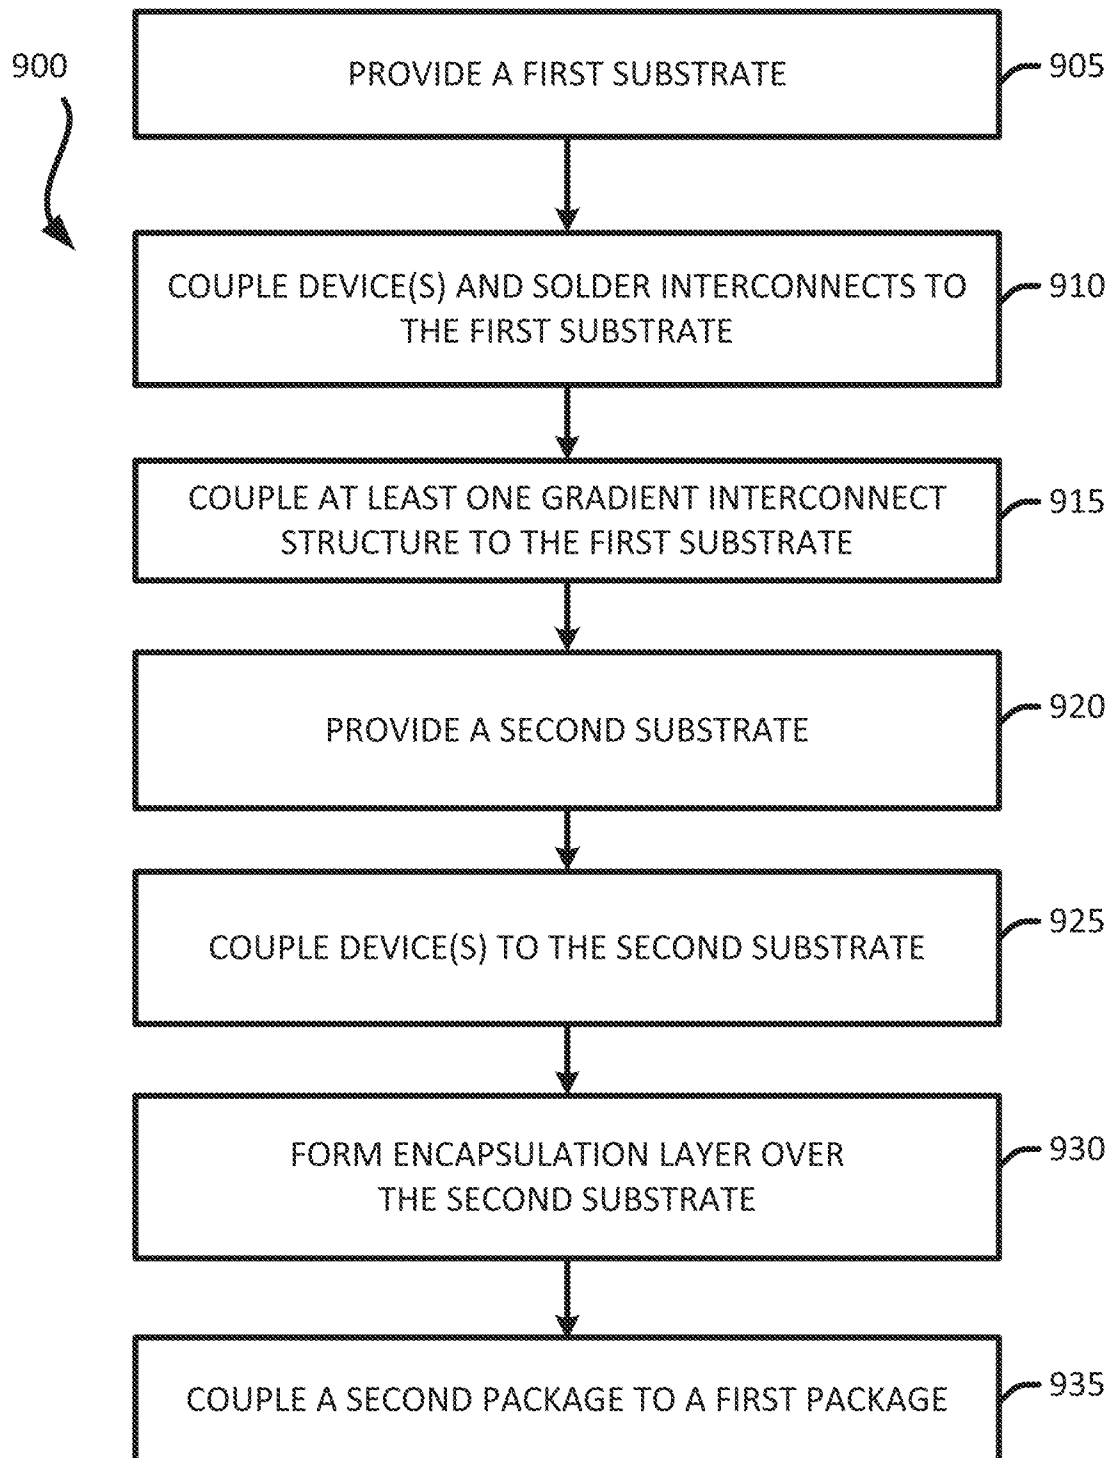 900
PROVIDE A FIRST SUBSTRATE
905
COUPLE DEVICE(S) AND SOLDER INTERCONNECTS TO
THE FIRST SUBSTRATE
910
COUPLE AT LEAST ONE GRADIENT INTERCONNECT
STRUCTURE TO THE FIRST SUBSTRATE
915
PROVIDE A SECOND SUBSTRATE
920
COUPLE DEVICE(S) TO THE SECOND SUBSTRATE
925
FORM ENCAPSULATION LAYER OVER
THE SECOND SUBSTRATE
930
COUPLE A SECOND PACKAGE TO A FIRST PACKAGE
935